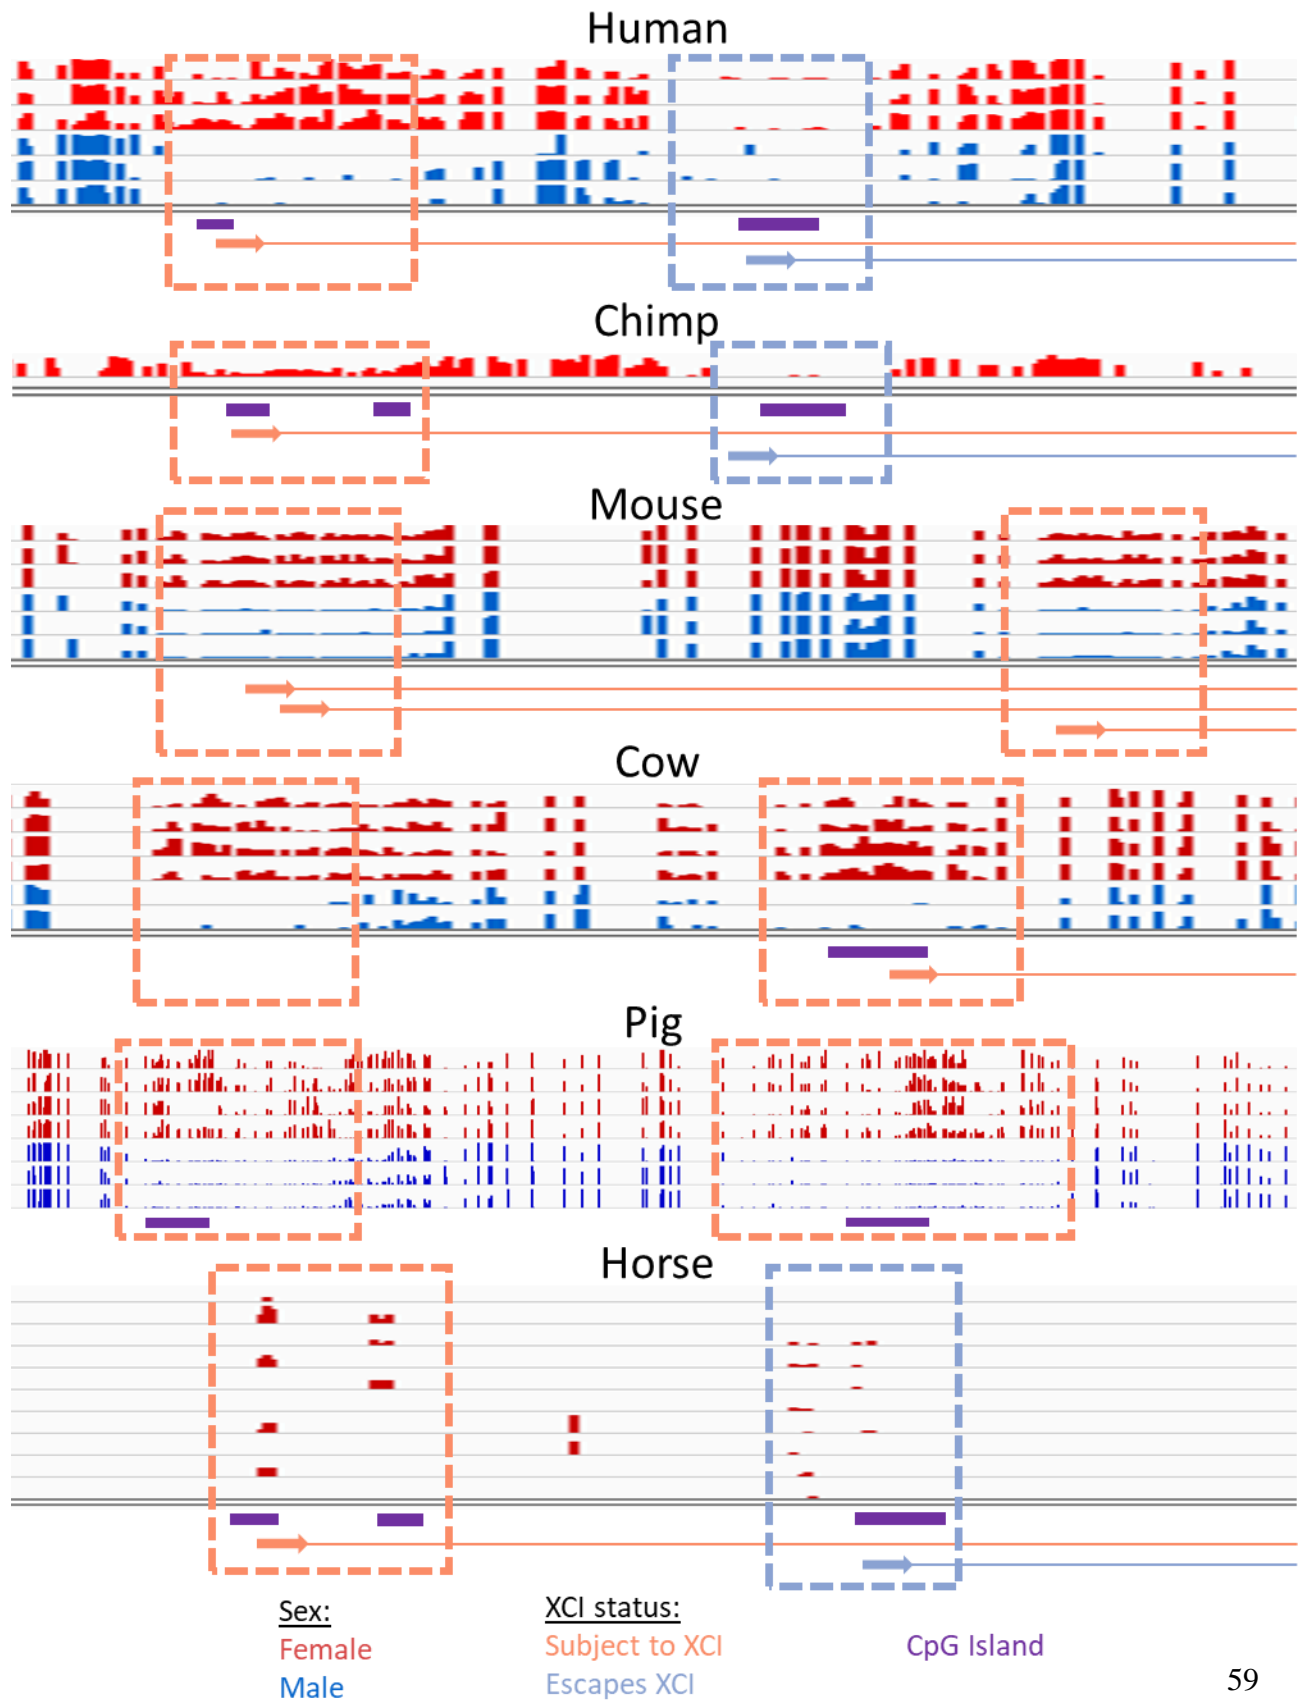 Human
Chimp
Mouse
Cow
Pig
Horse
Sex:
Female
Male
XCI status:
Subject to XCI
Escapes XCI
CpG Island
59